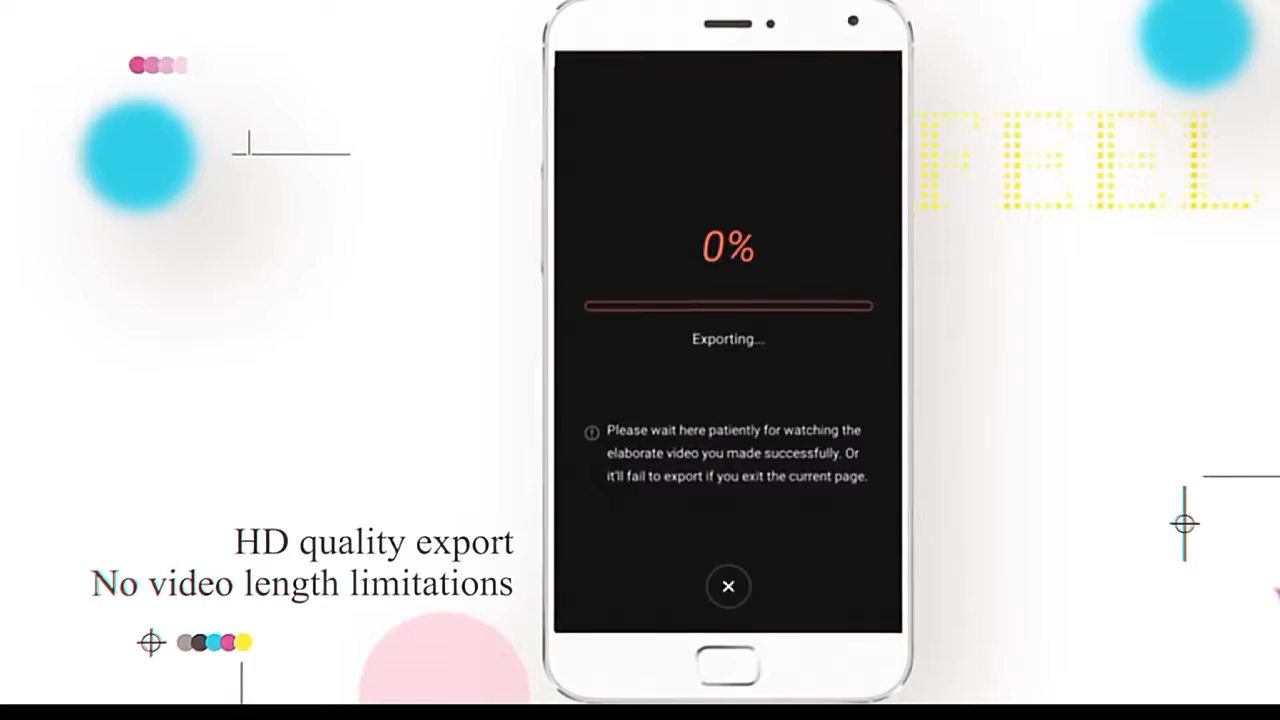 FEEL
0%
Exporting...
Please wait here patiently for watching the
elaborate video you made successfully. Or
it'll fail to export if you exit the current page.
HD quality export
No video length limitations